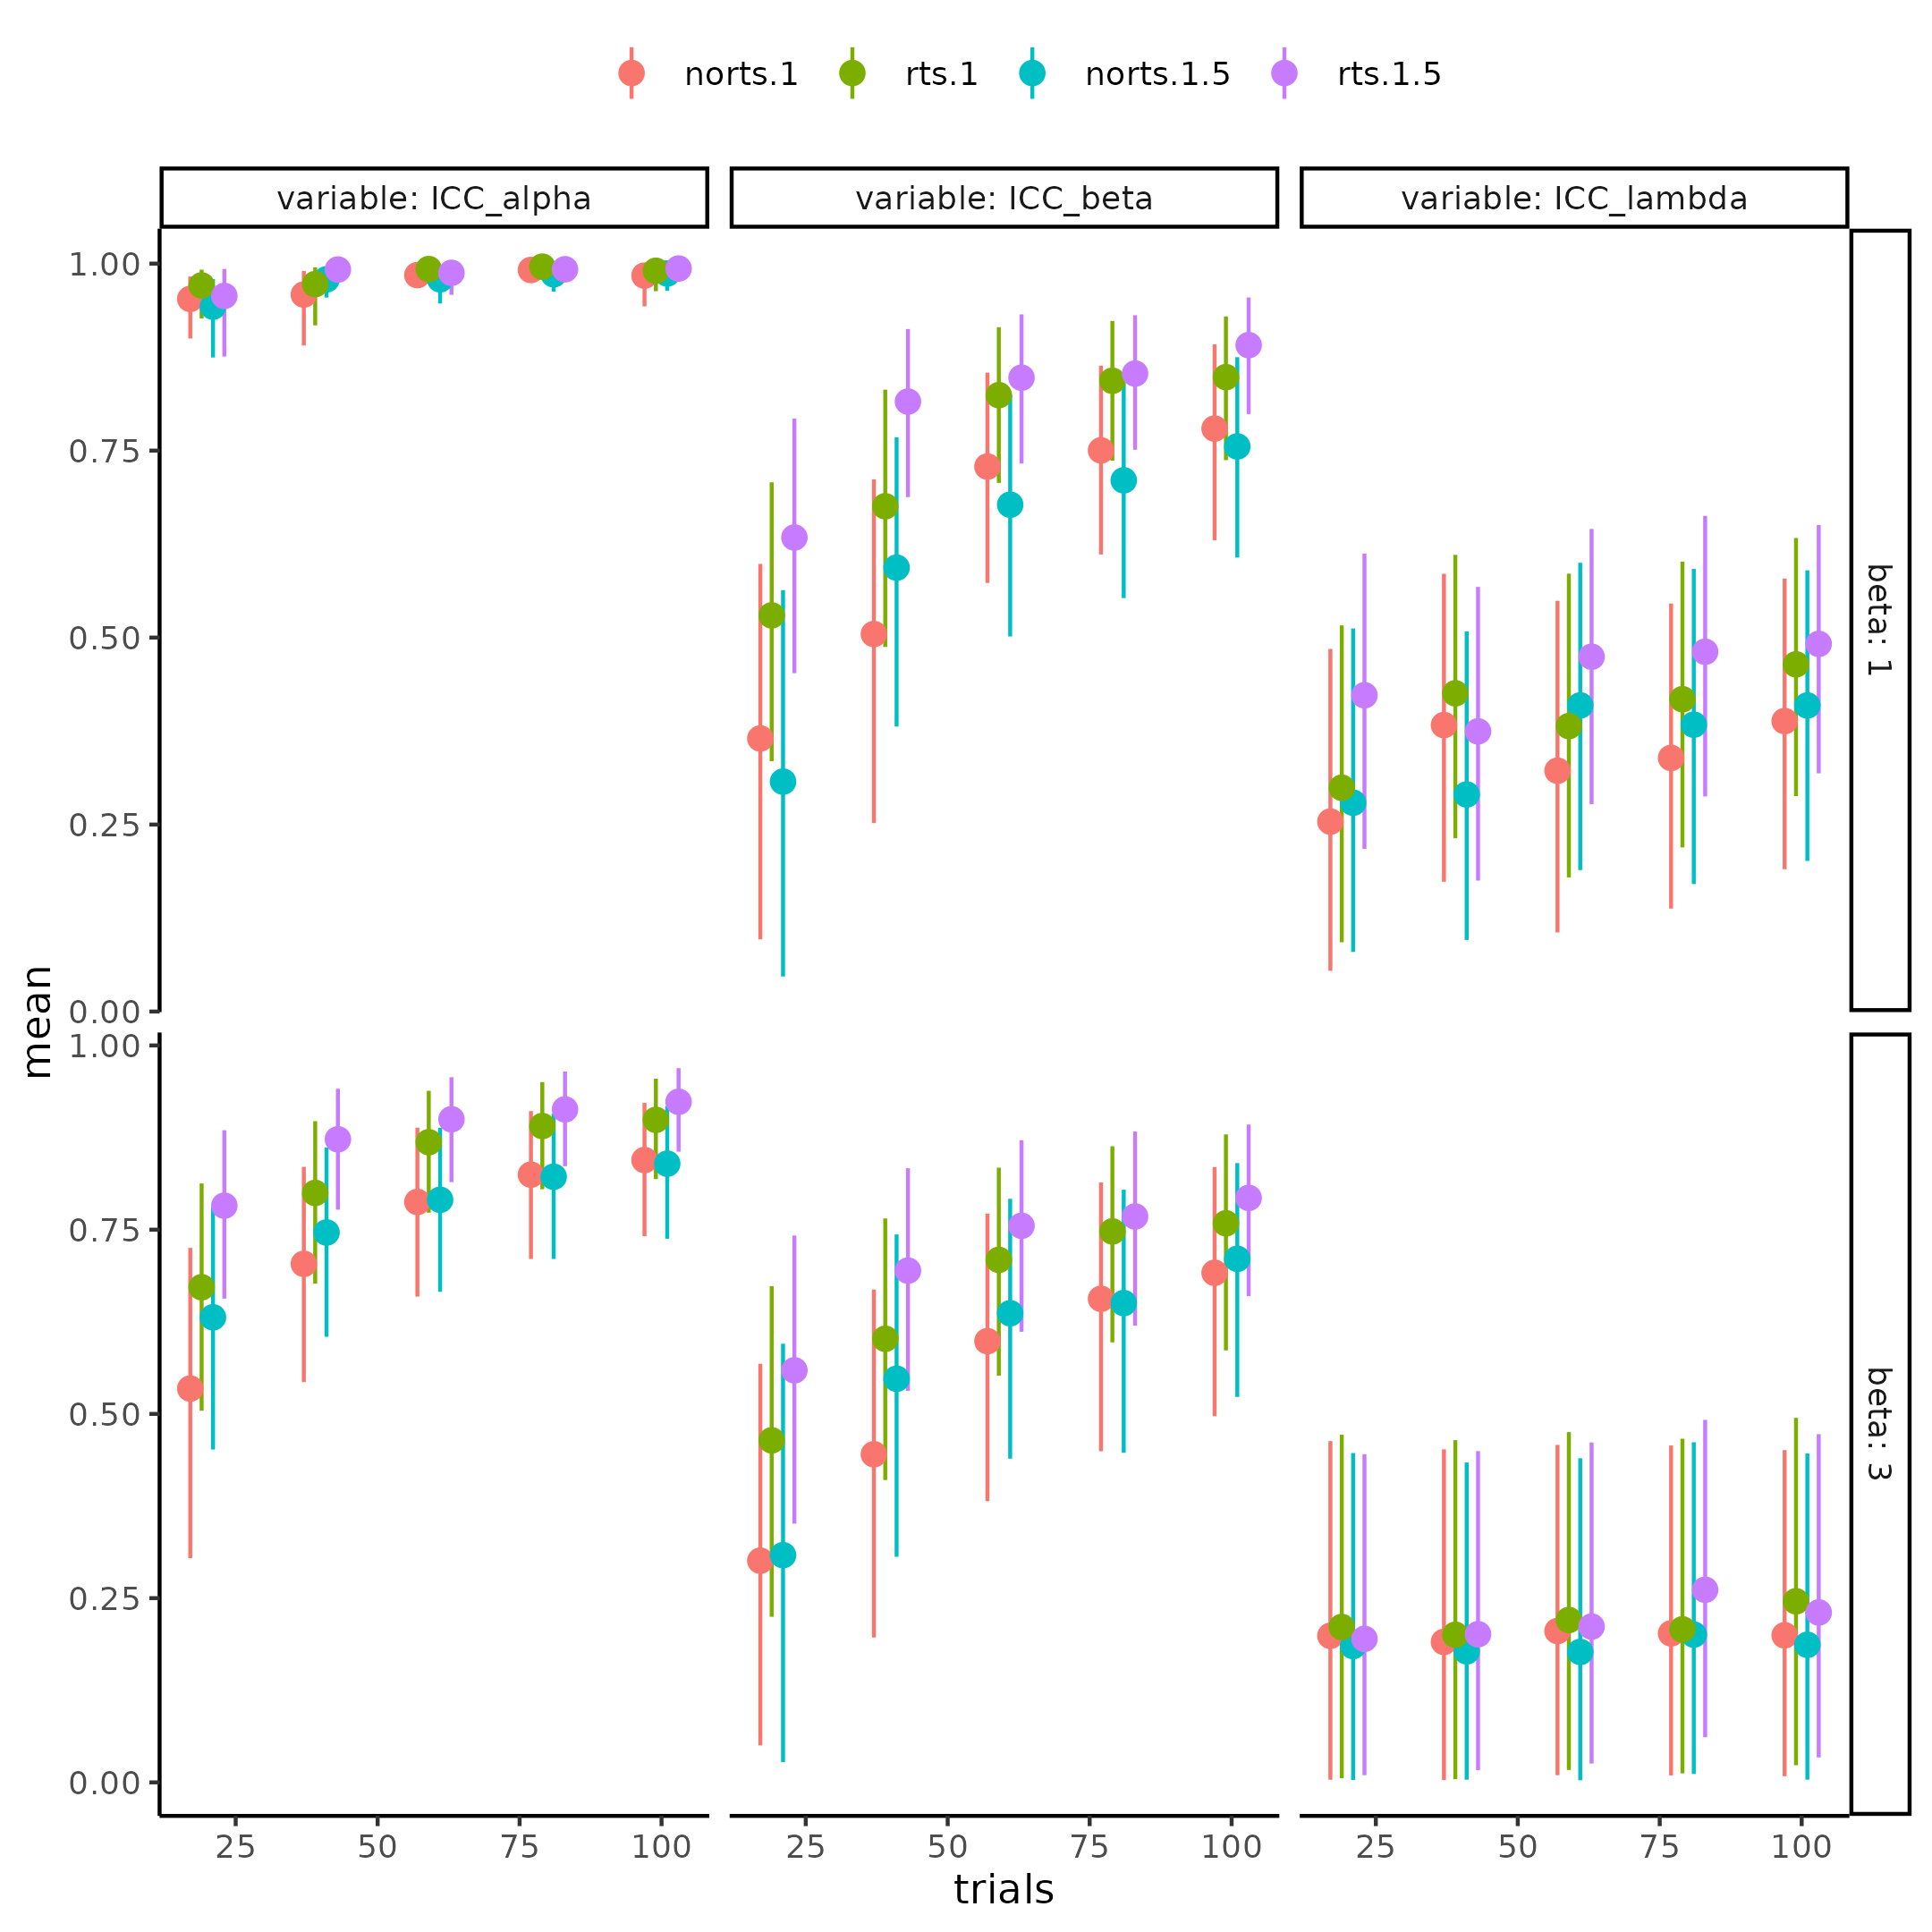 norts.1 rts.1 norts.1.5 rts.1.5
variable: ICC_alpha variable: ICC_beta variable: ICC_lambda
1.00
0.75
0.50
0.25
0.00
beta: 1
mean
1.00
0.75
0.50
0.25
0.00
beta: 3
25 50 75 100 25 50 75 100 25 50 75 100
trials